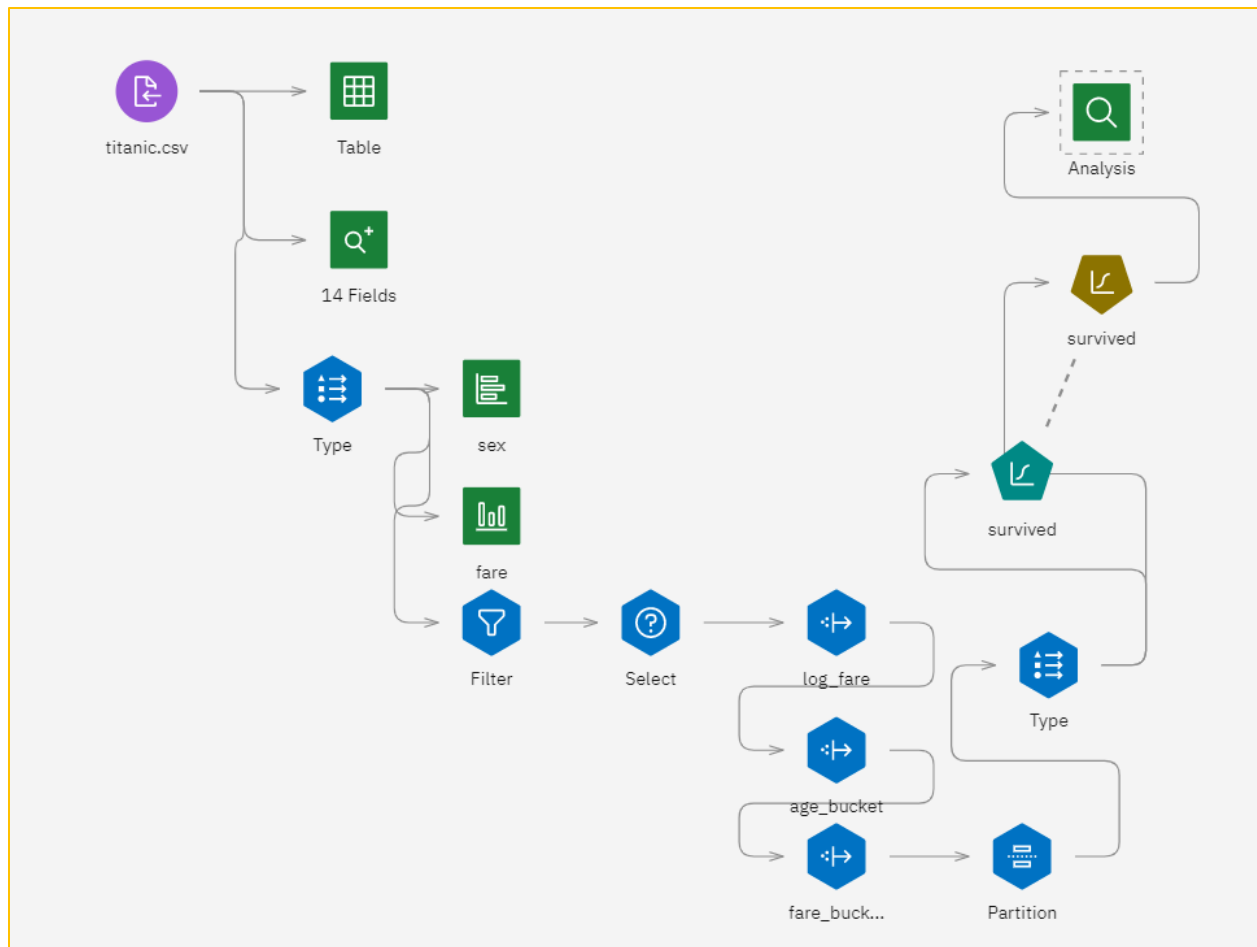 titanic.csv
Table
Analysis
14 Fields
survived
Type
sex
survived
fare
Filter
Select
log_fare
Type
age_bucket
fare_buck...
Partition